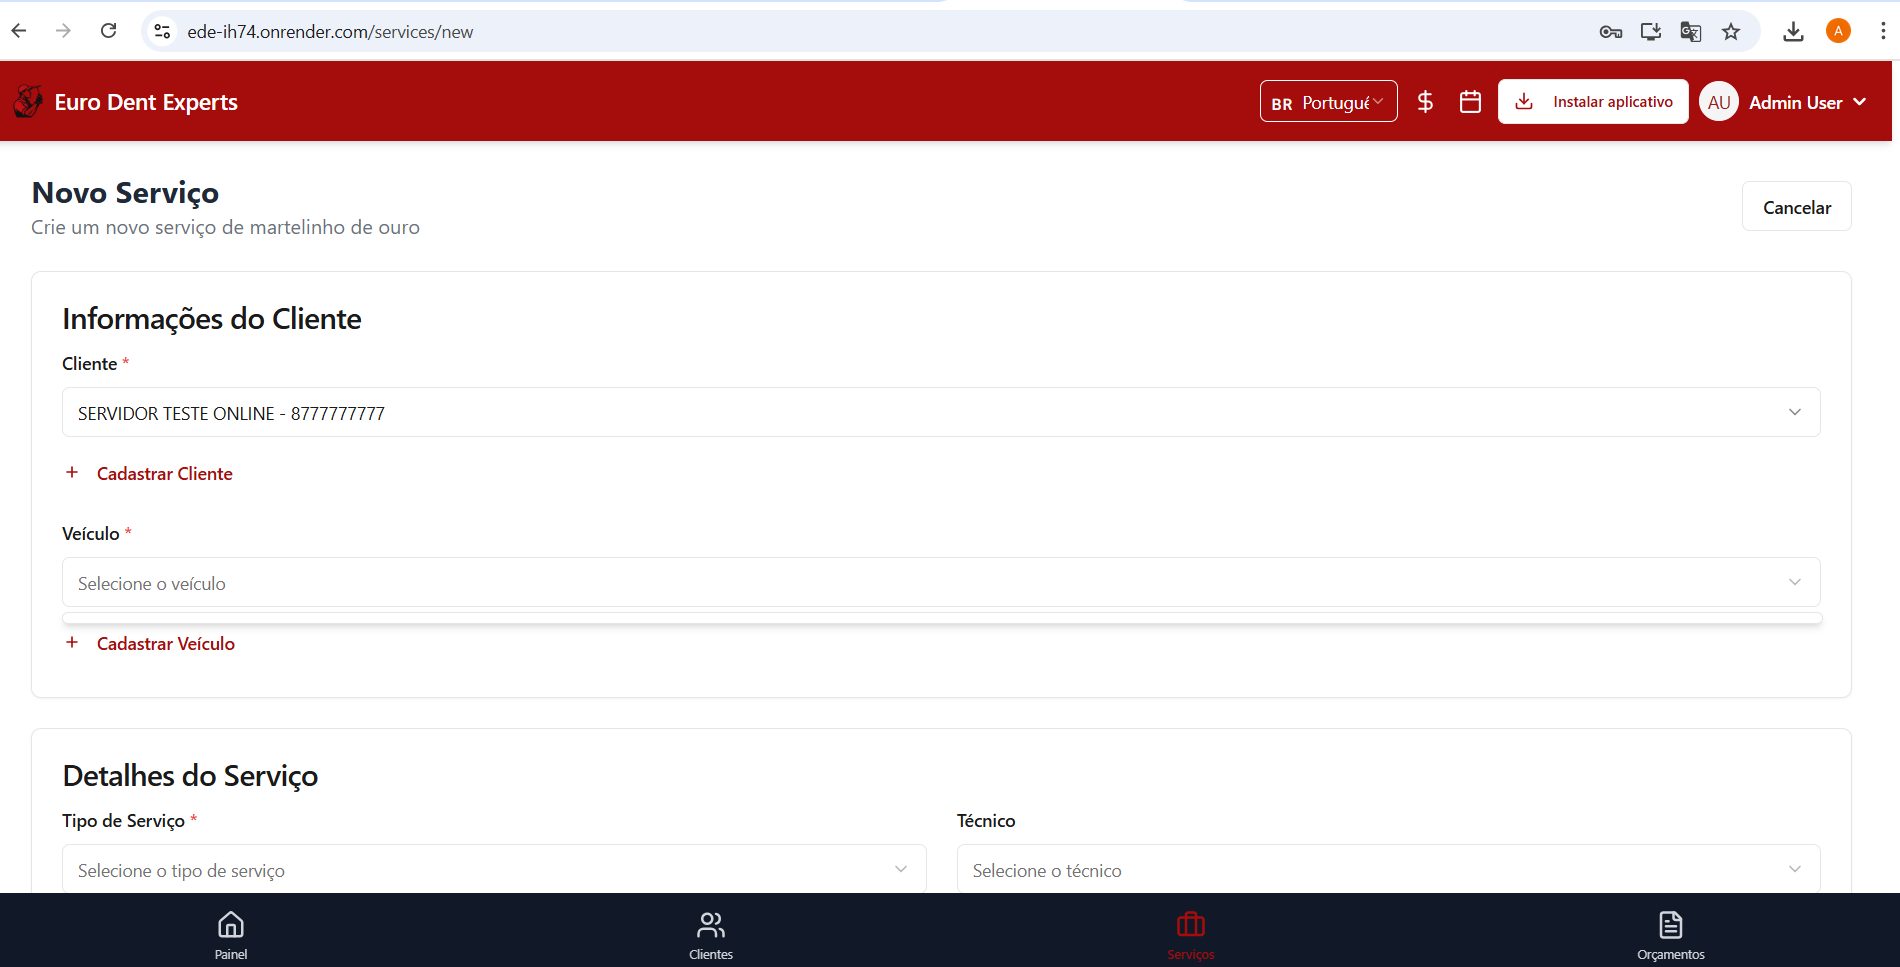 ede-ih74.onrender.com/services/new
A
Euro Dent Experts
BR Portuguê
Instalar aplicativo
AU
Admin User
Novo Serviço
Crie um novo serviço de martelinho de ouro
Cancelar
Informações do Cliente
Cliente *
SERVIDOR TESTE ONLINE - 8777777777
+ Cadastrar Cliente
Veículo *
Selecione o veículo
+ Cadastrar Veículo
Detalhes do Serviço
Tipo de Serviço *
Técnico
Selecione o tipo de serviço
Selecione o técnico
Painel
Clientes
Serviços
Orçamentos